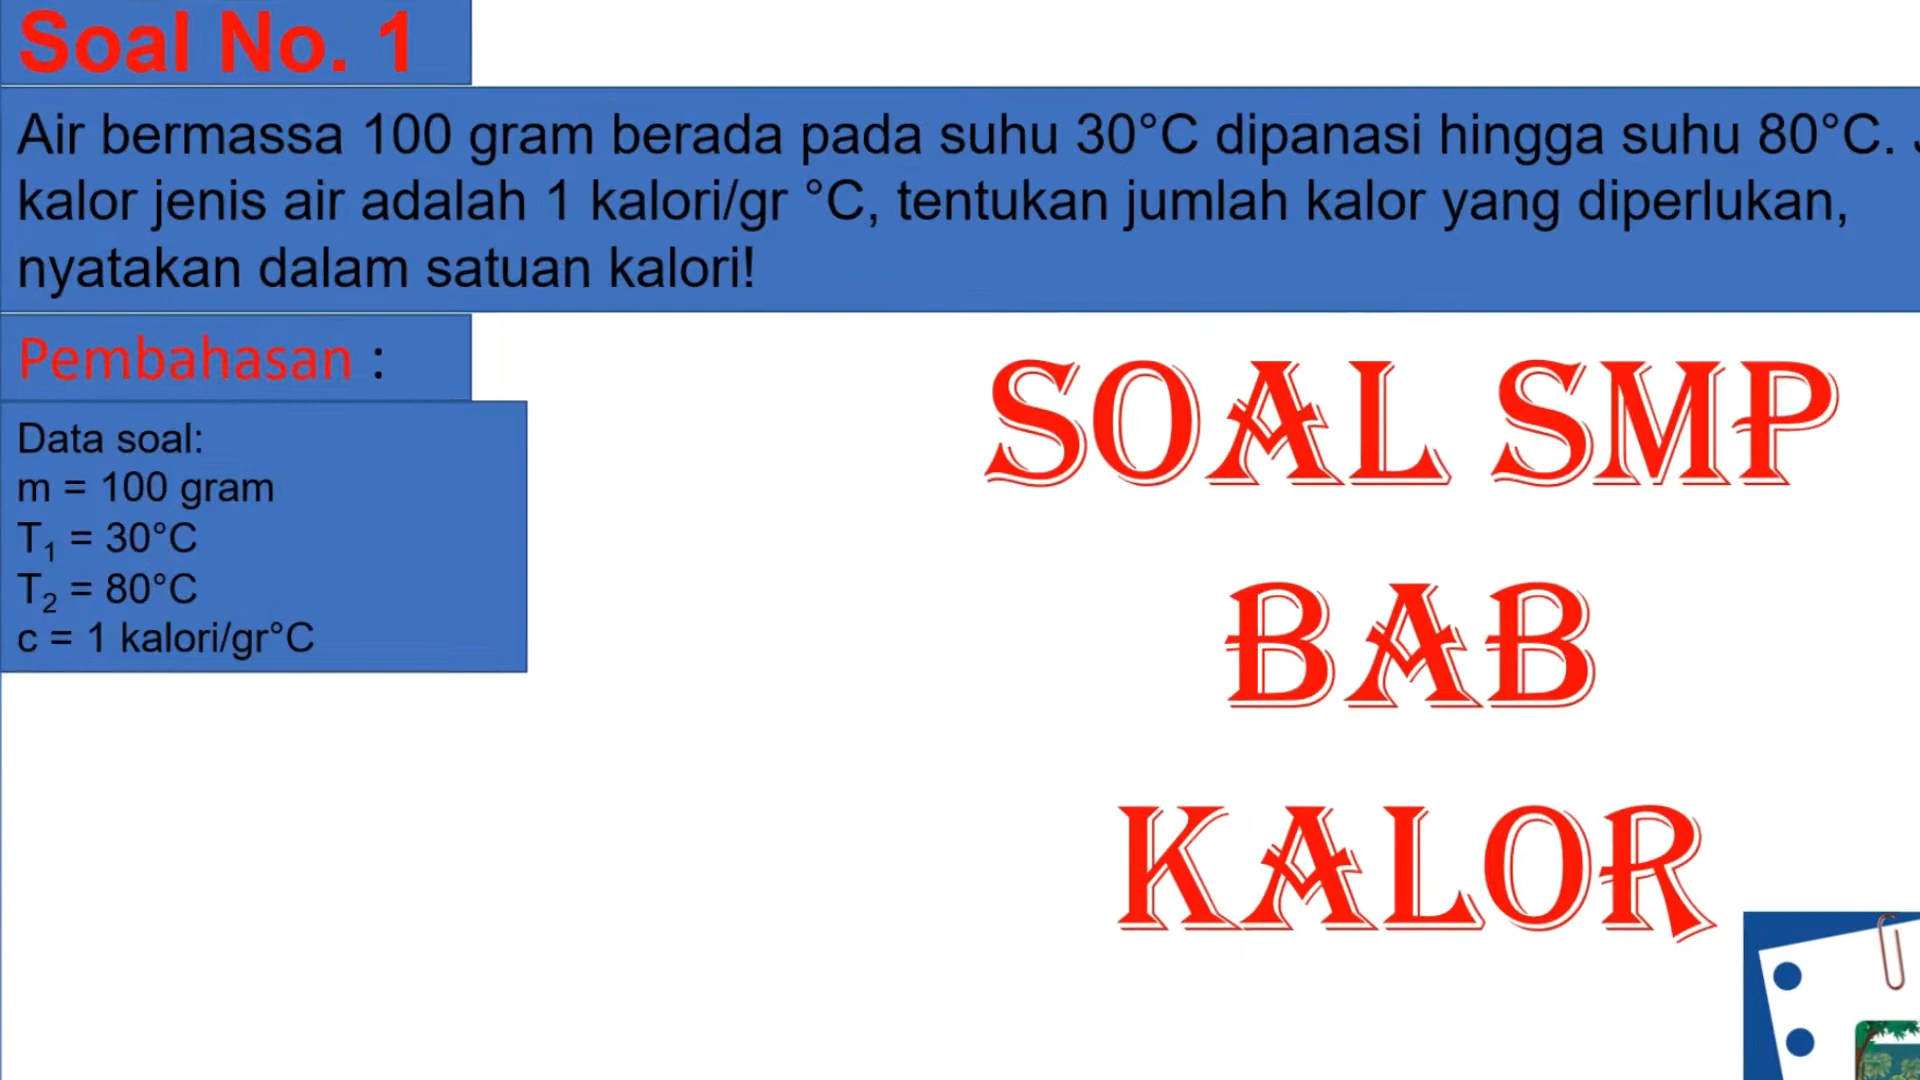 Soal No. 1
Air bermassa 100 gram berada pada suhu 30°C dipanasi hingga suhu 80°C.
kalor jenis air adalah 1 kalori/gr °C, tentukan jumlah kalor yang diperlukan,
nyatakan dalam satuan kalori!
Pembahasan :
Data soal:
m = 100 gram
T₁ = 30°C
T₂ = 80°C
c = 1 kalori/gr°C
SOAL SMP
BAB
KALOR